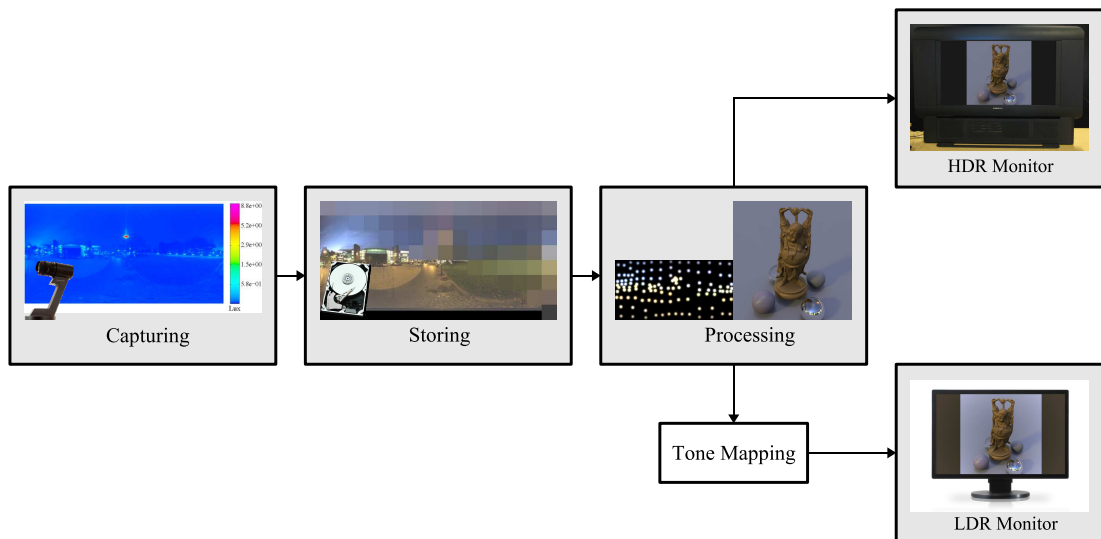 HDR Monitor
8.8e+00
5.2e+00
2.9e+00
1.5e+00
5.8e-01
Lux
Capturing
Storing
Processing
Tone Mapping
LDR Monitor